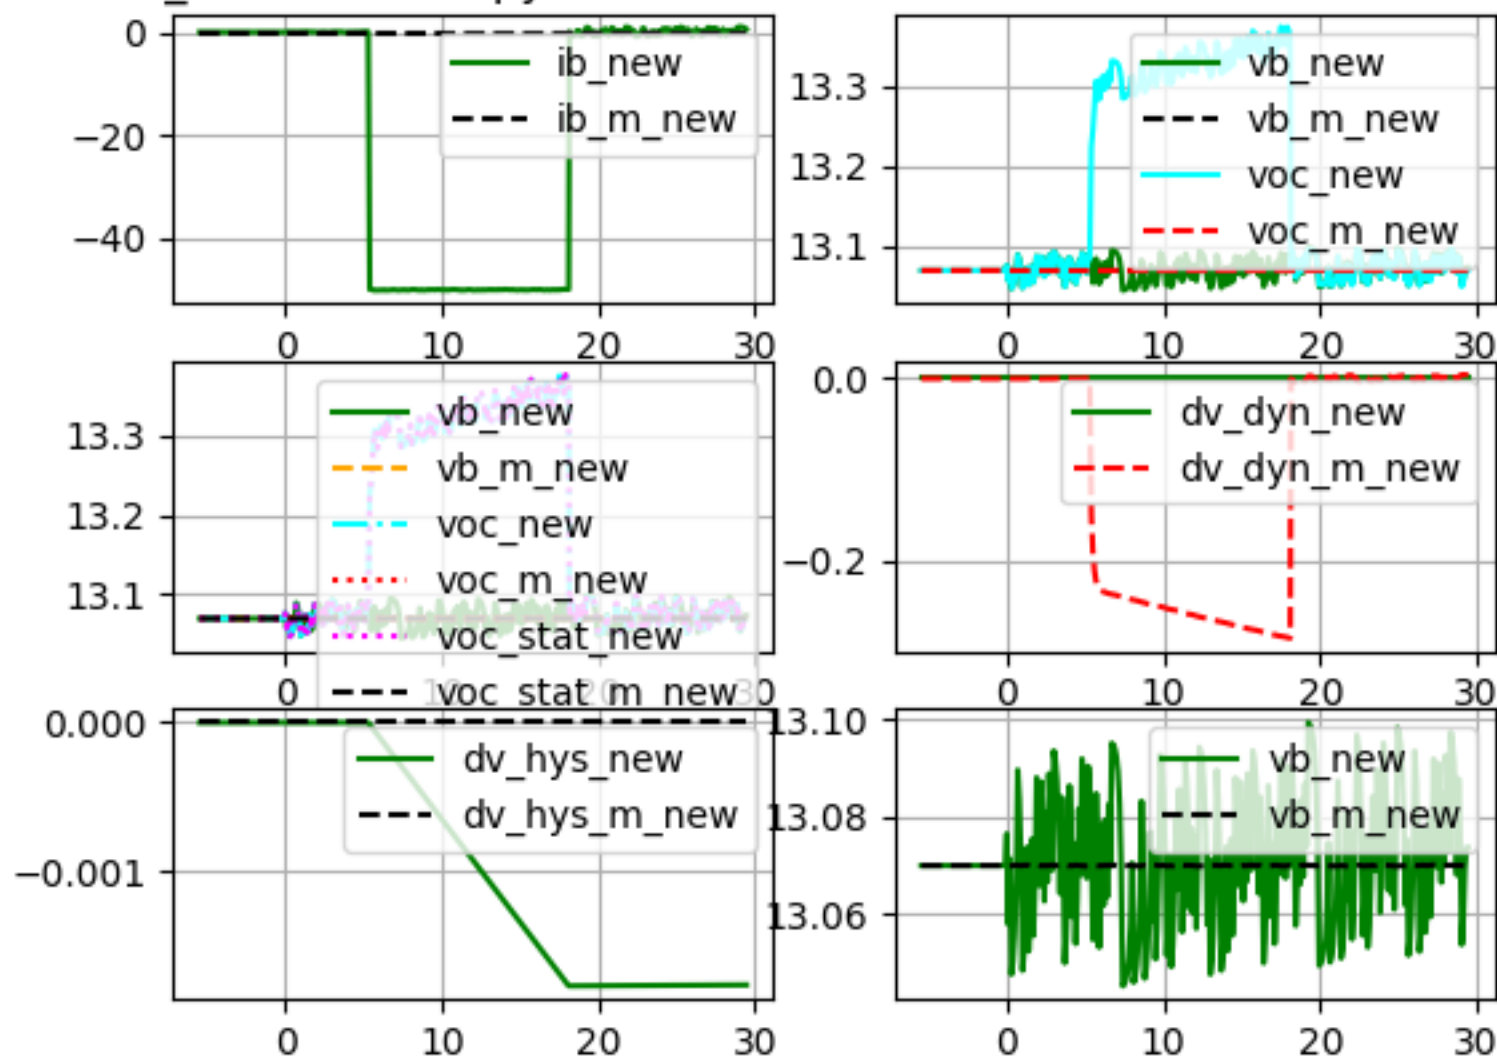 0
−20
−40
0 10 20 30
ib_new
ib_m_new
13.3
13.2
13.1
0 10 20 30
vb_new
vb_m_new
voc_new
voc_m_new
13.3
13.2
13.1
0 10 20 30
vb_new
vb_m_new
voc_new
voc_m_new
voc_stat_new
voc_stat_m_new
0.0
−0.2
0 10 20 30
dv_dyn_new
dv_dyn_m_new
0.000
−0.001
0 10 20 30
dv_hys_new
dv_hys_m_new
13.10
13.08
13.06
0 10 20 30
vb_new
vb_m_new